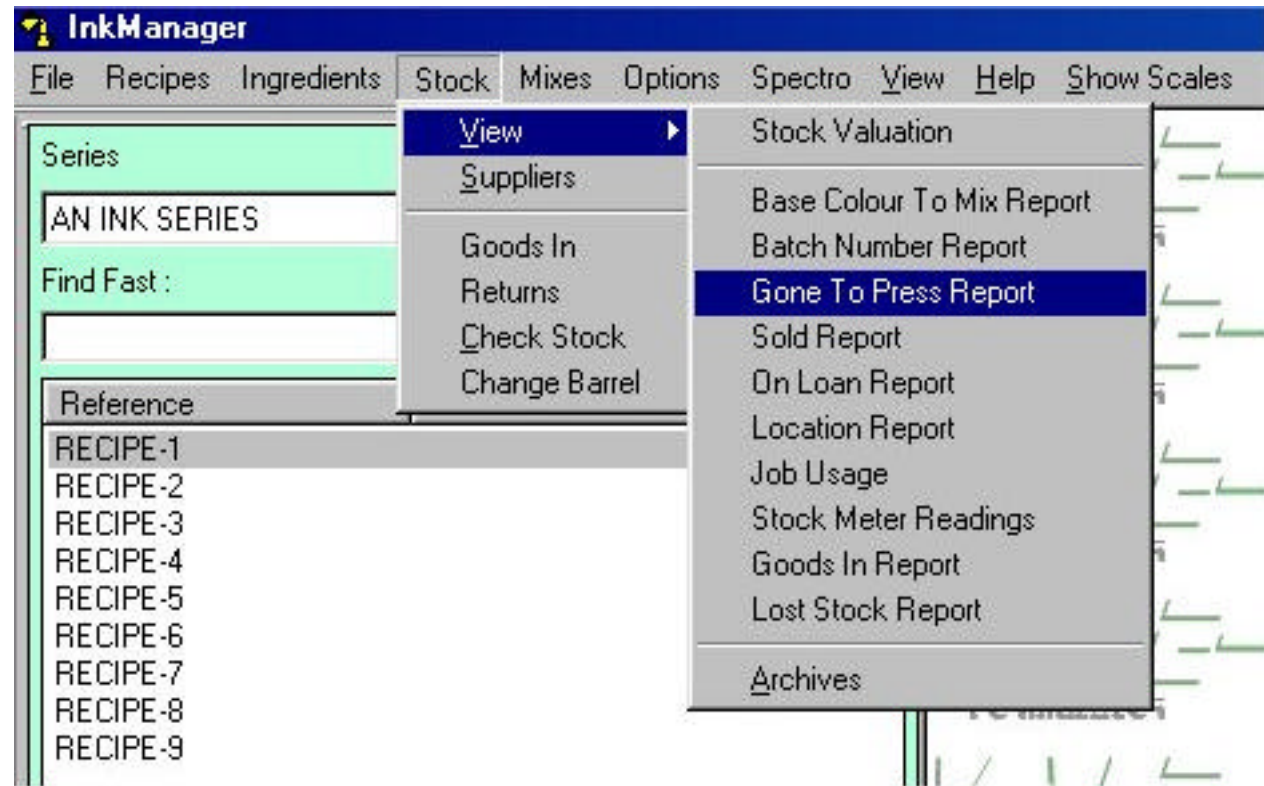 InkManager
File Recipes Ingredients Stock Mixes Options Spectro View Help Show Scales
Series
AN INK SERIES
Find Fast :
Reference
RECIPE-1
RECIPE-2
RECIPE-3
RECIPE-4
RECIPE-5
RECIPE-6
RECIPE-7
RECIPE-8
RECIPE-9
View
Suppliers
Goods In
Returns
Check Stock
Change Barrel
Stock Valuation
Base Colour To Mix Report
Batch Number Report
Gone To Press Report
Sold Report
On Loan Report
Location Report
Job Usage
Stock Meter Readings
Goods In Report
Lost Stock Report
Archives